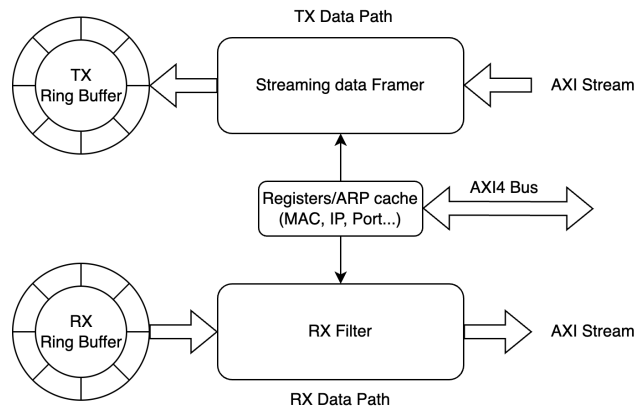 TX Data Path
TX
Ring Buffer
Streaming data Framer
AXI Stream
Registers/ARP cache
(MAC, IP, Port...)
AXI4 Bus
RX
Ring Buffer
RX Filter
AXI Stream
RX Data Path